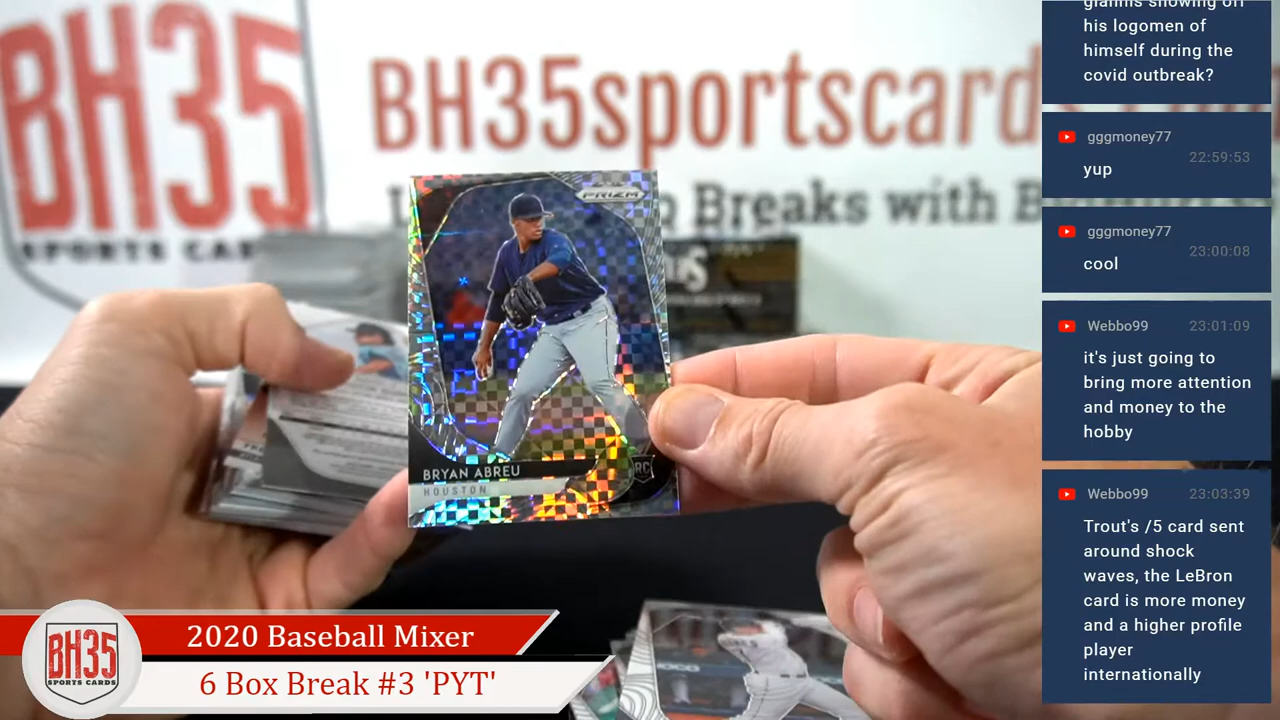 BH35
SPORTS CARDS
BH35sportscard
Breaks with B
PRIZM
BRYAN ABREU
HOUSTON
RC
giannis showing off
his logomen of
himself during the
covid outbreak?
gggmoney77
22:59:53
yup
gggmoney77
23:00:08
cool
Webbo99 23:01:09
it's just going to
bring more attention
and money to the
hobby
Webbo99 23:03:39
Trout's /5 card sent
around shock
waves, the LeBron
card is more money
and a higher profile
player
internationally
BH35
SPORTS CARDS
2020 Baseball Mixer
6 Box Break #3 'PYT'